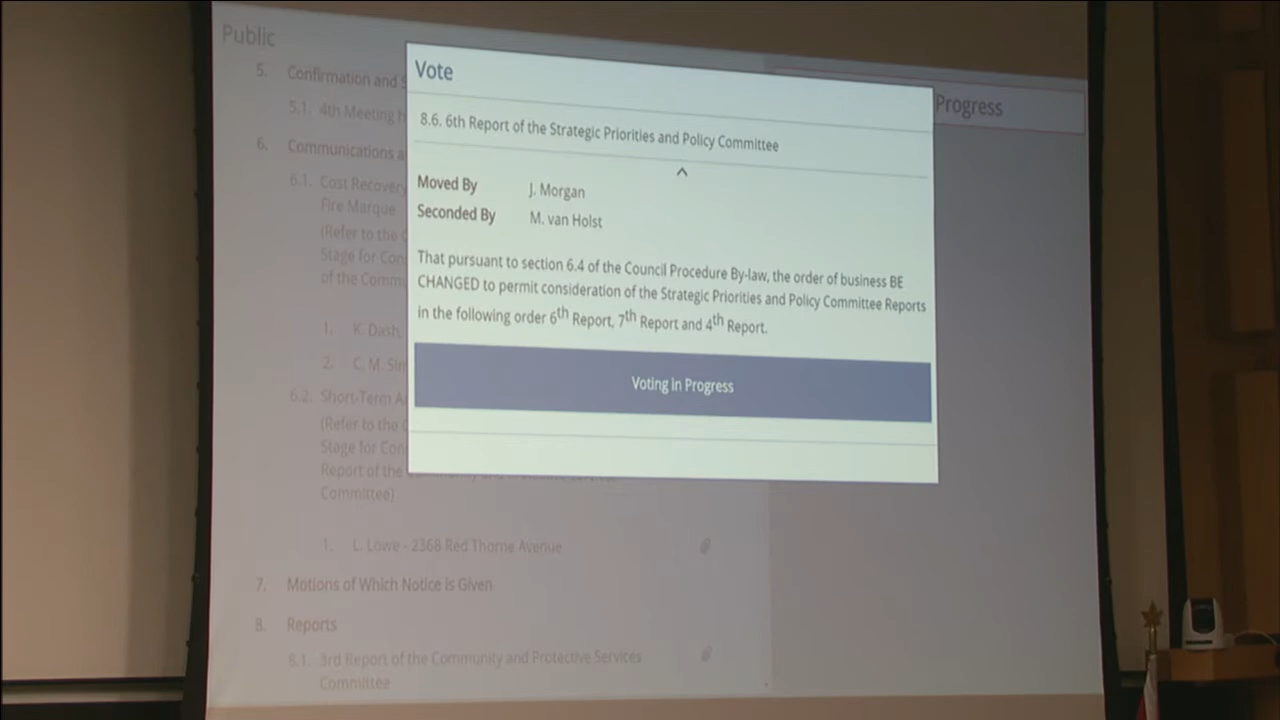 Public
5. Confirmation and S
5.1. 4th Meeting H
6. Communications a
6.1. Cost Recovery
Fire Marque
(Refer to the C
Stage for Con
of the Commu
1. K. Dash,
2. C. M. Sin
6.2. Short-Term A
(Refer to the C
Stage for Con
Report of the
Committee)
1. L. Lowe - 2368 Red Thorne Avenue
7. Motions of Which Notice is Given
8. Reports
8.1. 3rd Report of the Community and Protective Services
Committee
Vote
8.6. 6th Report of the Strategic Priorities and Policy Committee
Moved By J. Morgan
Seconded By M. van Holst
That pursuant to section 6.4 of the Council Procedure By-law, the order of business BE
CHANGED to permit consideration of the Strategic Priorities and Policy Committee Reports
in the following order 6th Report, 7th Report and 4th Report.
Voting in Progress
Progress